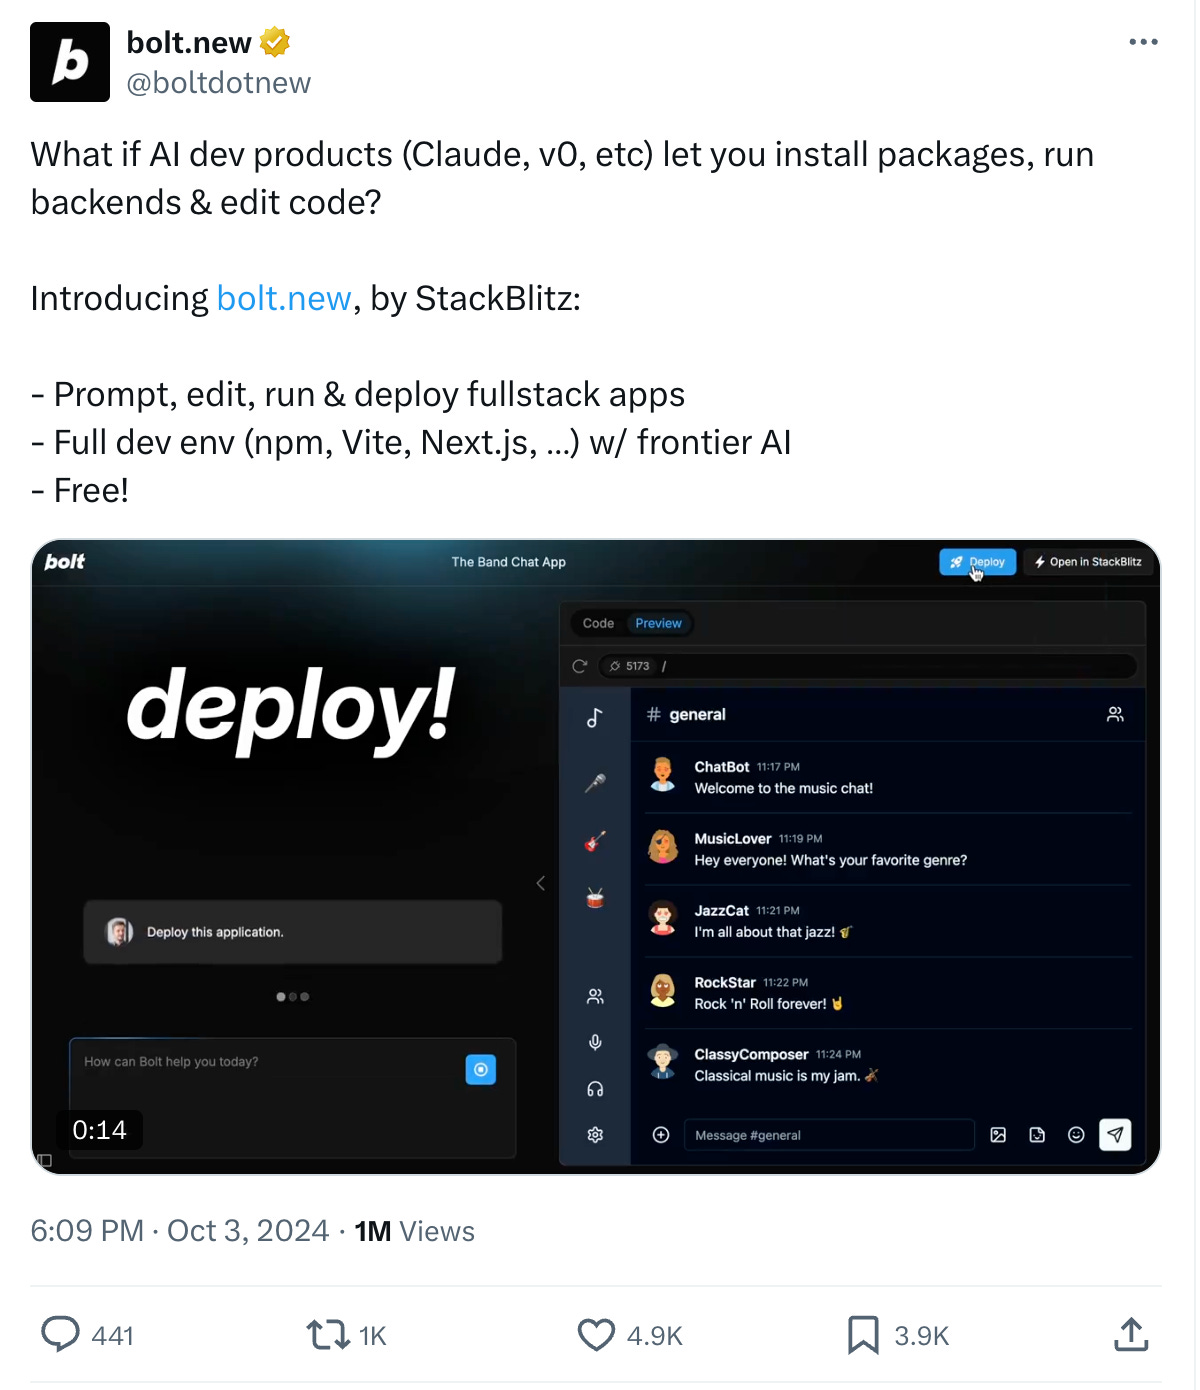 bolt.new
@boltdotnew
What if AI dev products (Claude, v0, etc) let you install packages, run
backends & edit code?
Introducing bolt.new, by StackBlitz:
- Prompt, edit, run & deploy fullstack apps
- Full dev env (npm, Vite, Next.js, ...) w/ frontier AI
- Free!
bolt
The Band Chat App
Deploy
Open in StackBlitz
deploy!
Deploy this application.
How can Bolt help you today?
0:14
Code Preview
5173 /
# general
ChatBot 11:17 PM
Welcome to the music chat!
MusicLover 11:19 PM
Hey everyone! What's your favorite genre?
JazzCat 11:21 PM
I'm all about that jazz! 🎷
RockStar 11:22 PM
Rock 'n' Roll forever! 🤘
ClassyComposer 11:24 PM
Classical music is my jam. 🎻
Message #general
6:09 PM · Oct 3, 2024 · 1M Views
441 1K 4.9K 3.9K